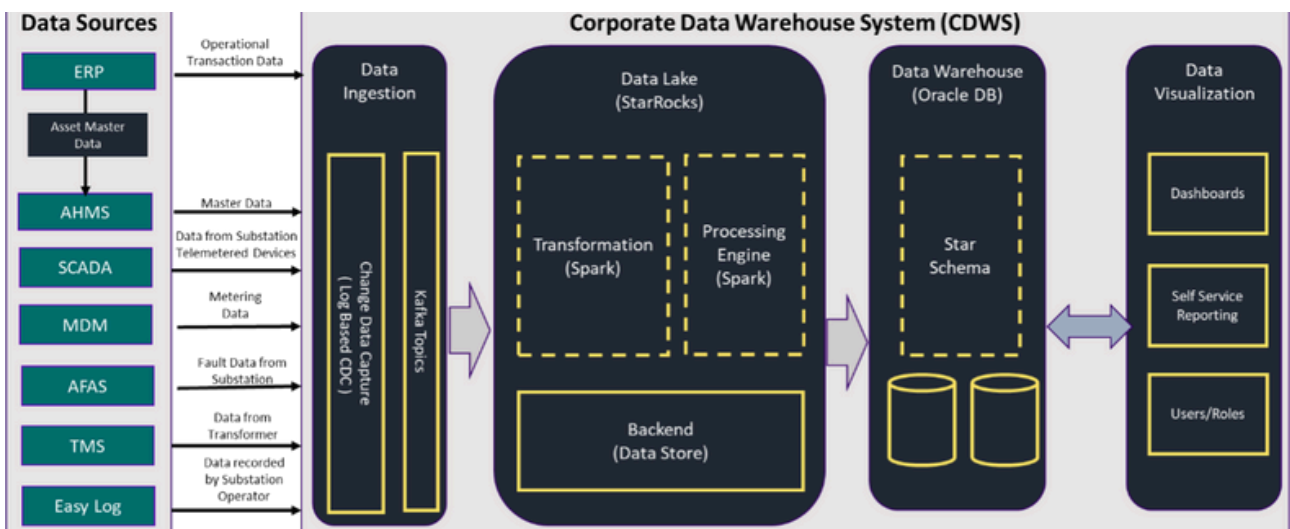 Data Sources
Corporate Data Warehouse System (CDWS)
ERP
Asset Master
Data
AHMS
SCADA
MDM
AFAS
TMS
Easy Log
Operational
Transaction Data
Master Data
Data from Substation
Telemetered Devices
Metering
Data
Fault Data from
Substation
Data from
Transformer
Data recorded
by Substation
Operator
Data
Ingestion
Change Data Capture
( Log Based CDC )
Kafka Topics
Data Lake
(StarRocks)
Transformation
(Spark)
Processing
Engine
(Spark)
Backend
(Data Store)
Data Warehouse
(Oracle DB)
Star
Schema
Data
Visualization
Dashboards
Self Service
Reporting
Users/Roles